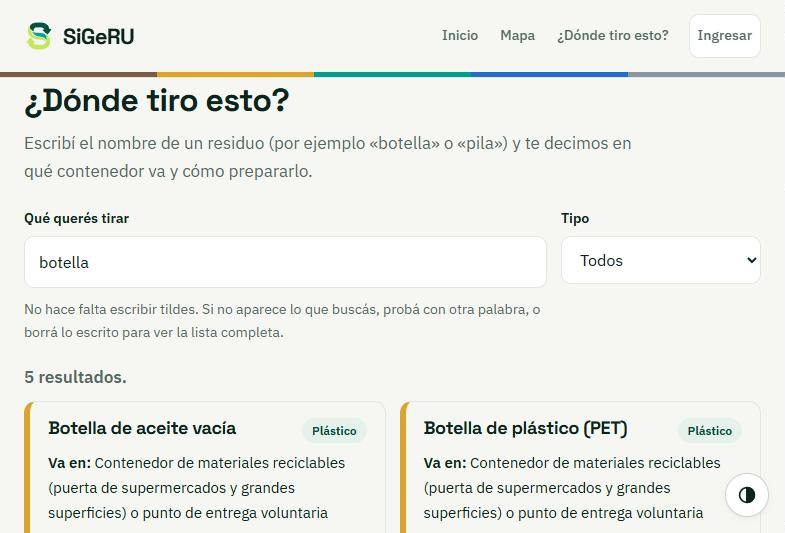 SiGeRU
Inicio
Mapa
¿Dónde tiro esto?
Ingresar
¿Dónde tiro esto?
Escribí el nombre de un residuo (por ejemplo «botella» o «pila») y te decimos en
qué contenedor va y cómo prepararlo.
Qué querés tirar
Tipo
botella
Todos
No hace falta escribir tildes. Si no aparece lo que buscás, probá con otra palabra, o
borrá lo escrito para ver la lista completa.
5 resultados.
Botella de aceite vacía
Plástico
Va en: Contenedor de materiales reciclables
(puerta de supermercados y grandes
superficies) o punto de entrega voluntaria
Botella de plástico (PET)
Plástico
Va en: Contenedor de materiales reciclables
(puerta de supermercados y grandes
superficies) o punto de entrega voluntaria